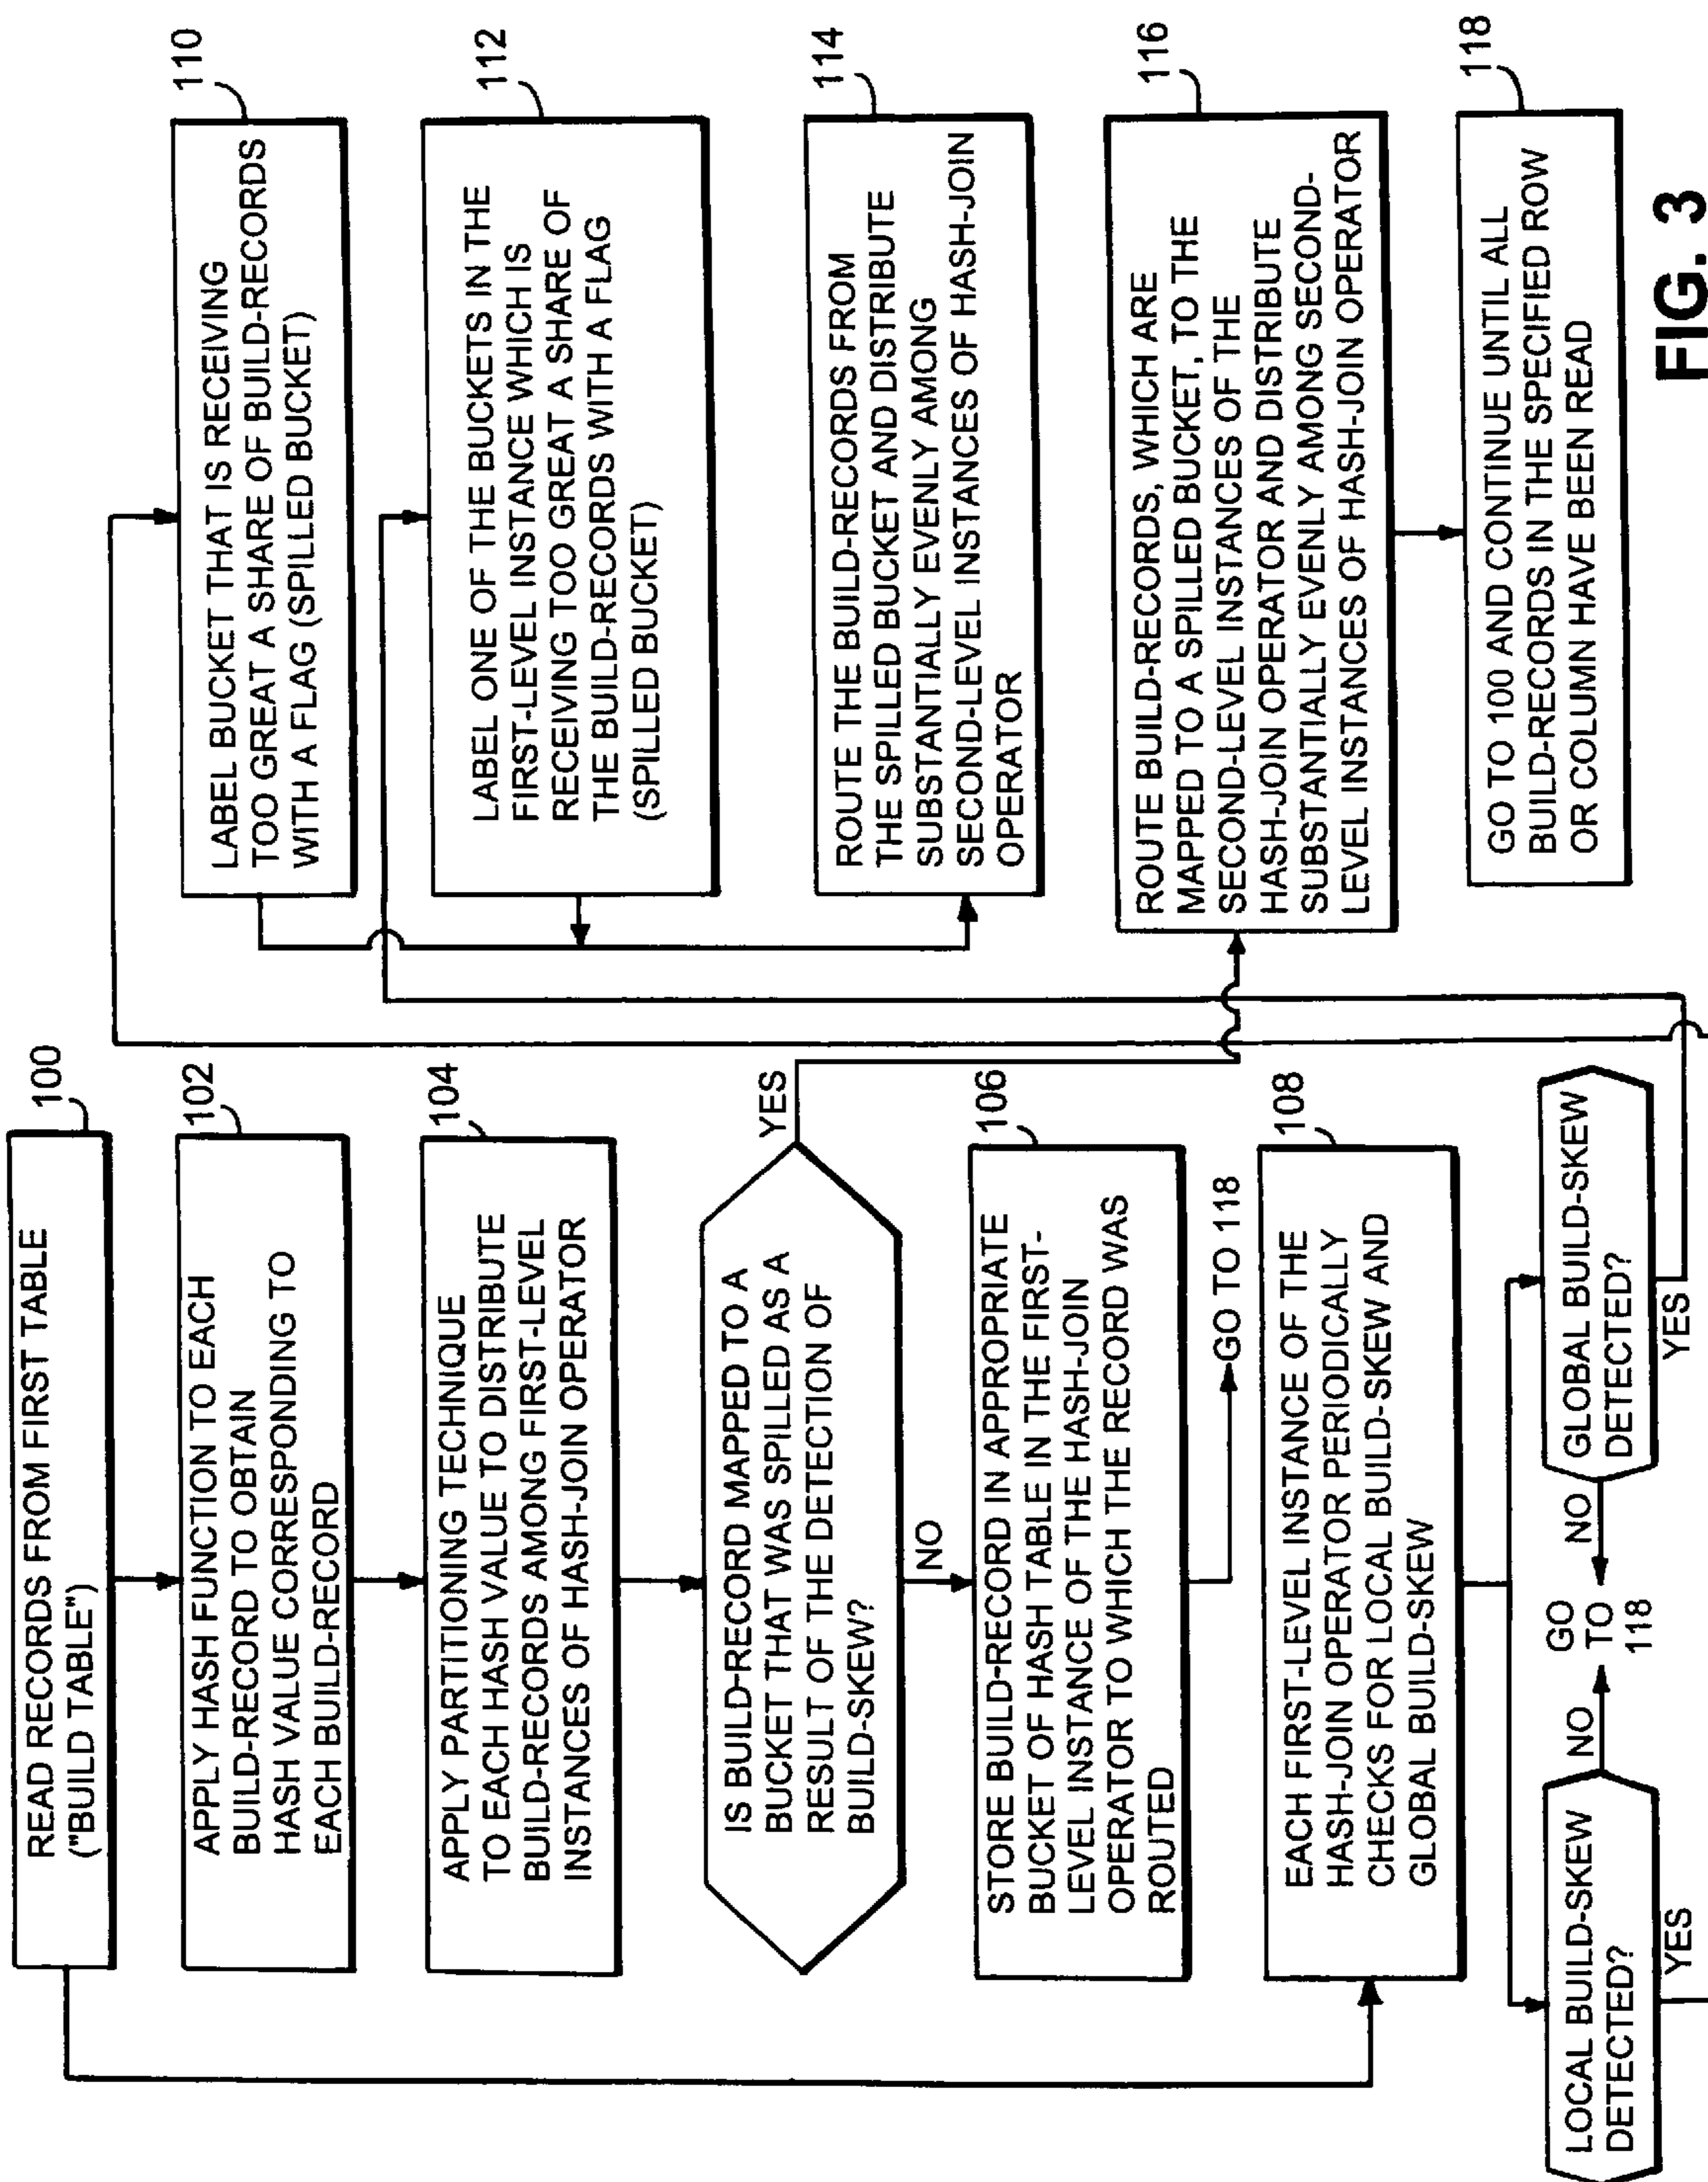 100
READ RECORDS FROM FIRST TABLE
("BUILD TABLE")
102
APPLY HASH FUNCTION TO EACH
BUILD-RECORD TO OBTAIN
HASH VALUE CORRESPONDING TO
EACH BUILD-RECORD
104
APPLY PARTITIONING TECHNIQUE
TO EACH HASH VALUE TO DISTRIBUTE
BUILD-RECORDS AMONG FIRST-LEVEL
INSTANCES OF HASH-JOIN OPERATOR
IS BUILD-RECORD MAPPED TO A
BUCKET THAT WAS SPILLED AS A
RESULT OF THE DETECTION OF
BUILD-SKEW?
YES
NO
106
STORE BUILD-RECORD IN APPROPRIATE
BUCKET OF HASH TABLE IN THE FIRST-
LEVEL INSTANCE OF THE HASH-JOIN
OPERATOR TO WHICH THE RECORD WAS
ROUTED
GO TO 118
108
EACH FIRST-LEVEL INSTANCE OF THE
HASH-JOIN OPERATOR PERIODICALLY
CHECKS FOR LOCAL BUILD-SKEW AND
GLOBAL BUILD-SKEW
LOCAL BUILD-SKEW
DETECTED?
NO
YES
GO
TO
118
NO
GLOBAL BUILD-SKEW
DETECTED?
YES
110
LABEL BUCKET THAT IS RECEIVING
TOO GREAT A SHARE OF BUILD-RECORDS
WITH A FLAG (SPILLED BUCKET)
112
LABEL ONE OF THE BUCKETS IN THE
FIRST-LEVEL INSTANCE WHICH IS
RECEIVING TOO GREAT A SHARE OF
THE BUILD-RECORDS WITH A FLAG
(SPILLED BUCKET)
114
ROUTE THE BUILD-RECORDS FROM
THE SPILLED BUCKET AND DISTRIBUTE
SUBSTANTIALLY EVENLY AMONG
SECOND-LEVEL INSTANCES OF HASH-JOIN
OPERATOR
116
ROUTE BUILD-RECORDS, WHICH ARE
MAPPED TO A SPILLED BUCKET, TO THE
SECOND-LEVEL INSTANCES OF THE
HASH-JOIN OPERATOR AND DISTRIBUTE
SUBSTANTIALLY EVENLY AMONG SECOND-
LEVEL INSTANCES OF HASH-JOIN OPERATOR
118
GO TO 100 AND CONTINUE UNTIL ALL
BUILD-RECORDS IN THE SPECIFIED ROW
OR COLUMN HAVE BEEN READ
FIG. 3